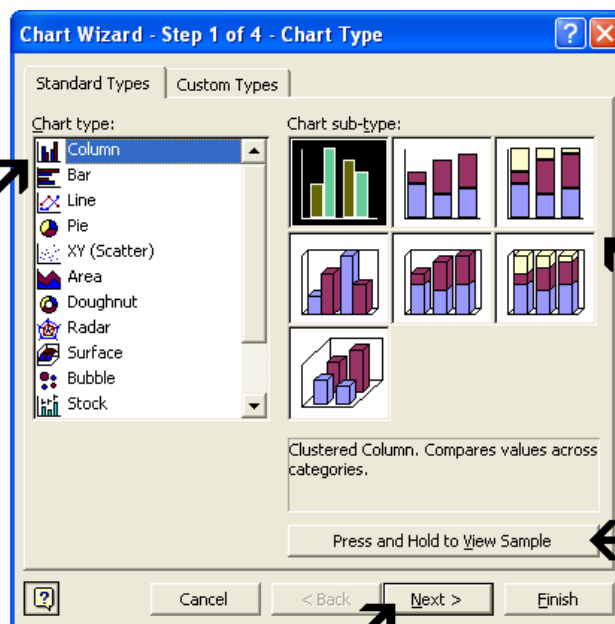 Chart Wizard - Step 1 of 4 - Chart Type
Standard Types Custom Types
Chart type:
Column
Bar
Line
Pie
XY (Scatter)
Area
Doughnut
Radar
Surface
Bubble
Stock
Chart sub-type:
Clustered Column. Compares values across
categories.
Press and Hold to View Sample
Cancel < Back Next > Finish